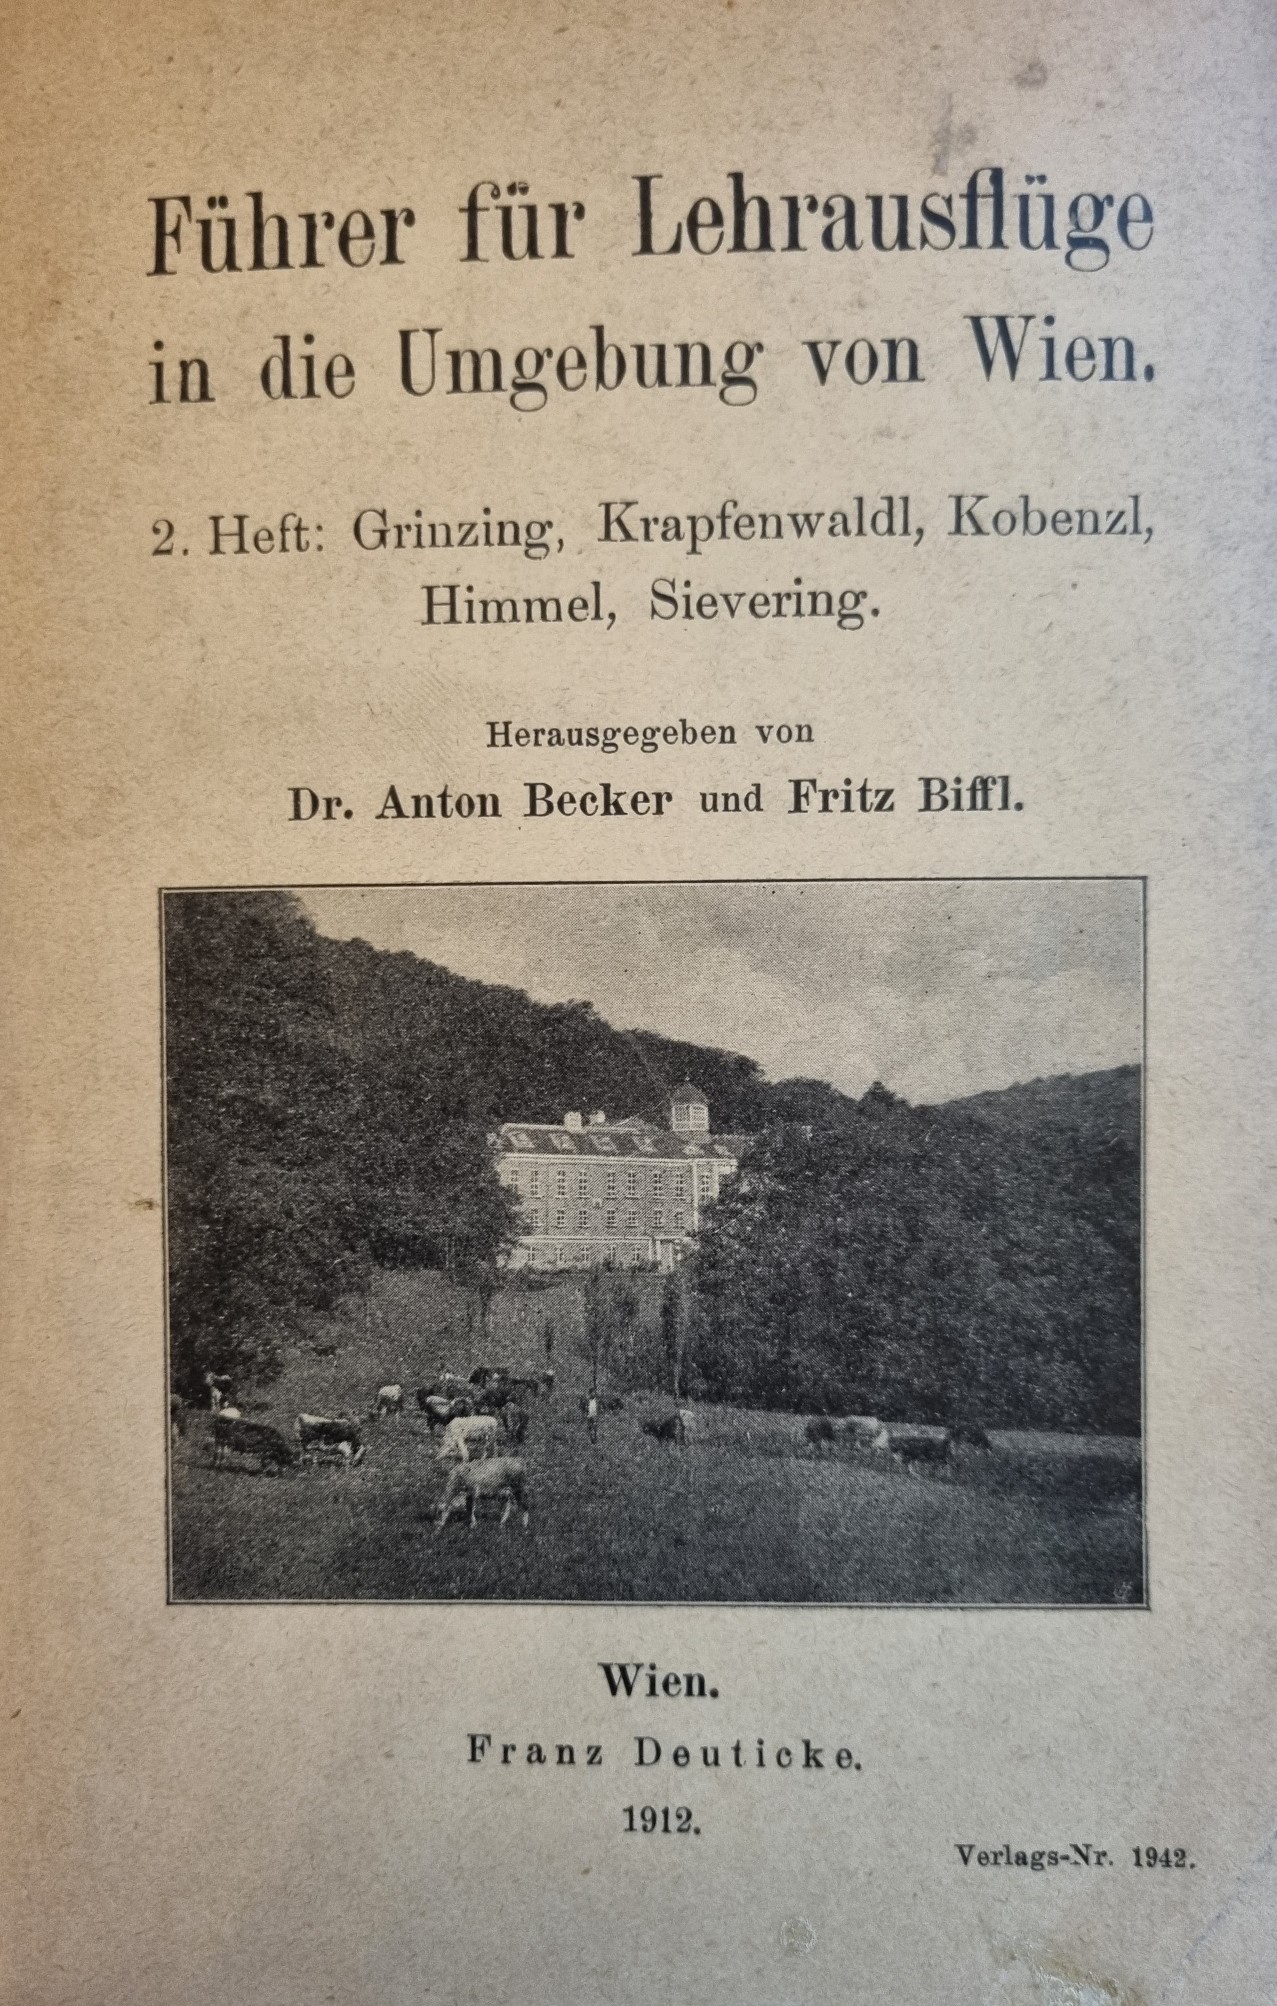 Führer für Lehrausflüge
in die Umgebung von Wien.
2. Heft: Grinzing, Krapfenwaldl, Kobenzl,
Himmel, Sievering.
Herausgegeben von
Dr. Anton Becker und Fritz Biffl.
Wien.
Franz Deuticke.
1912.
Verlags-Nr. 1942.